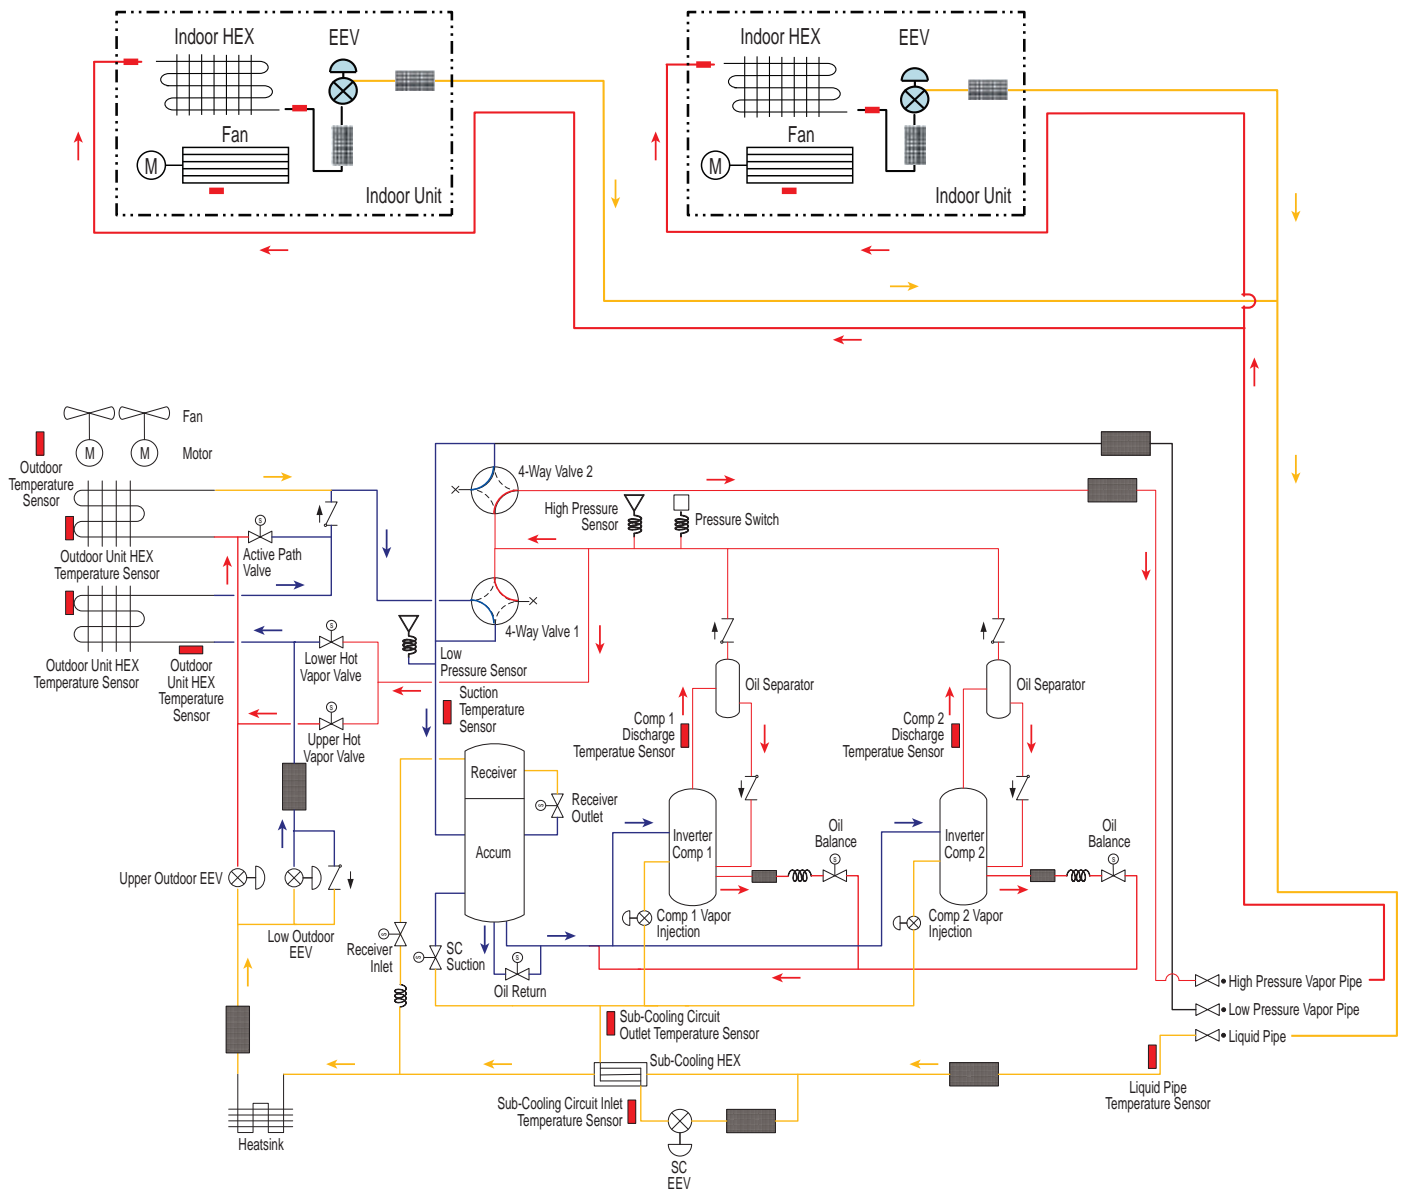 Indoor HEX
EEV
Fan
M
Indoor Unit
Indoor HEX
EEV
Fan
M
Indoor Unit
Fan
M
M
Motor
Outdoor
Temperature
Sensor
4-Way Valve 2
High Pressure
Sensor
Pressure Switch
S
Active Path
Valve
Outdoor Unit HEX
Temperature Sensor
4-Way Valve 1
S
Lower Hot
Vapor Valve
Low
Pressure Sensor
Outdoor Unit HEX
Temperature Sensor
Outdoor
Unit HEX
Temperature
Sensor
Suction
Temperature
Sensor
S
Upper Hot
Vapor Valve
Oil Separator
Oil Separator
Comp 1
Discharge
Temperatue Sensor
Comp 2
Discharge
Temperatue Sensor
Receiver
S
Receiver
Outlet
Accum
Inverter
Comp 1
Oil
Balance
S
Inverter
Comp 2
Oil
Balance
S
Upper Outdoor EEV
Low Outdoor
EEV
S
Receiver
Inlet
S
SC
Suction
S
Oil Return
Comp 1 Vapor
Injection
Comp 2 Vapor
Injection
High Pressure Vapor Pipe
Low Pressure Vapor Pipe
Liquid Pipe
Sub-Cooling Circuit
Outlet Temperature Sensor
Sub-Cooling HEX
Sub-Cooling Circuit Inlet
Temperature Sensor
Liquid Pipe
Temperature Sensor
Heatsink
SC
EEV